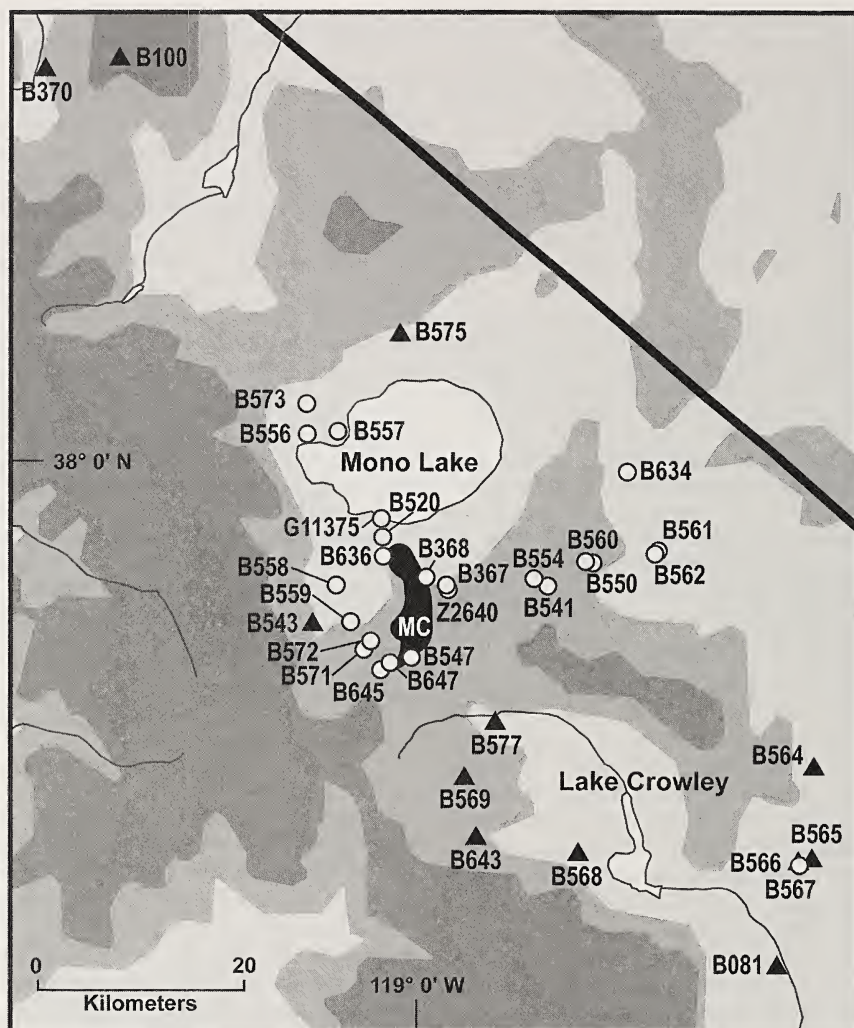 B100
B370
B575
B573
B556
B557
Mono Lake
38° 0' N
B634
B520
G11375
B636
B368
B367
Z2640
B554
B560
B561
B550
B562
B541
B558
B559
B543
MC
B572
B571
B547
B645
B647
B577
B564
Lake Crowley
B569
B565
B566
B567
B643
B568
B081
0
20
Kilometers
119° 0' W